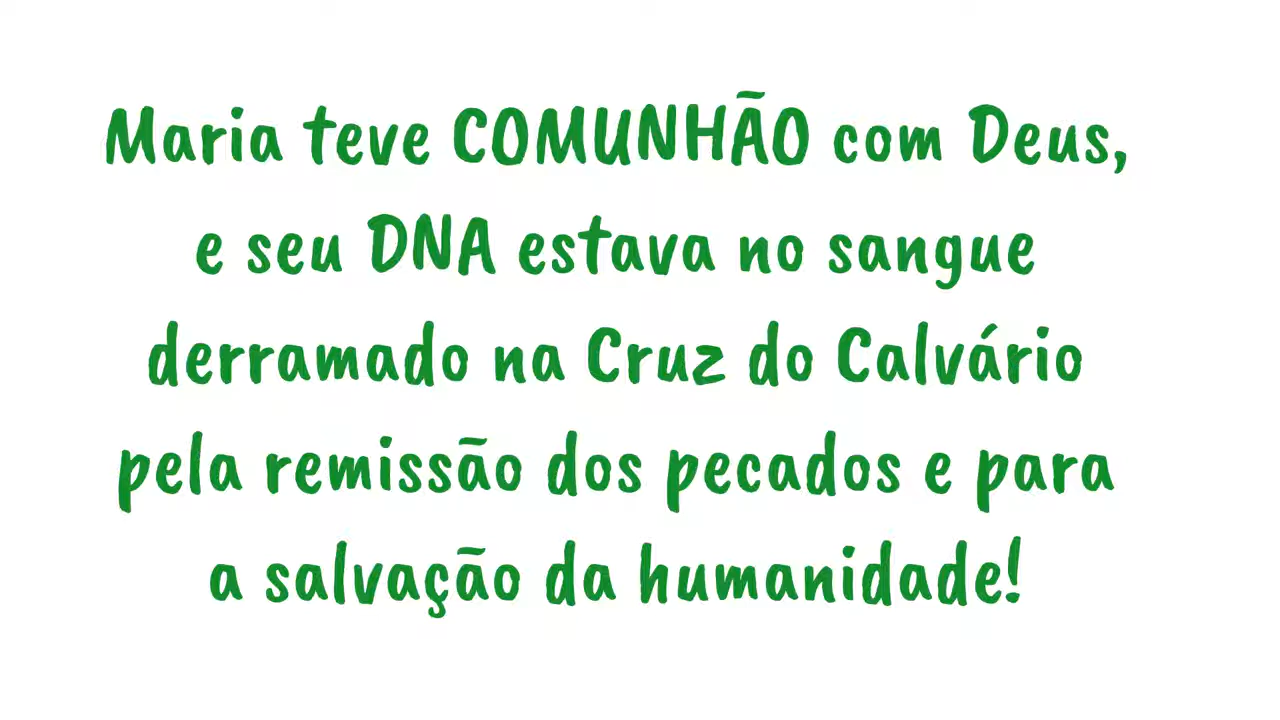 Maria teve COMUNHÃO com Deus,
e seu DNA estava no sangue
derramado na Cruz do Calvário
pela remissão dos pecados e para
a salvação da humanidade!